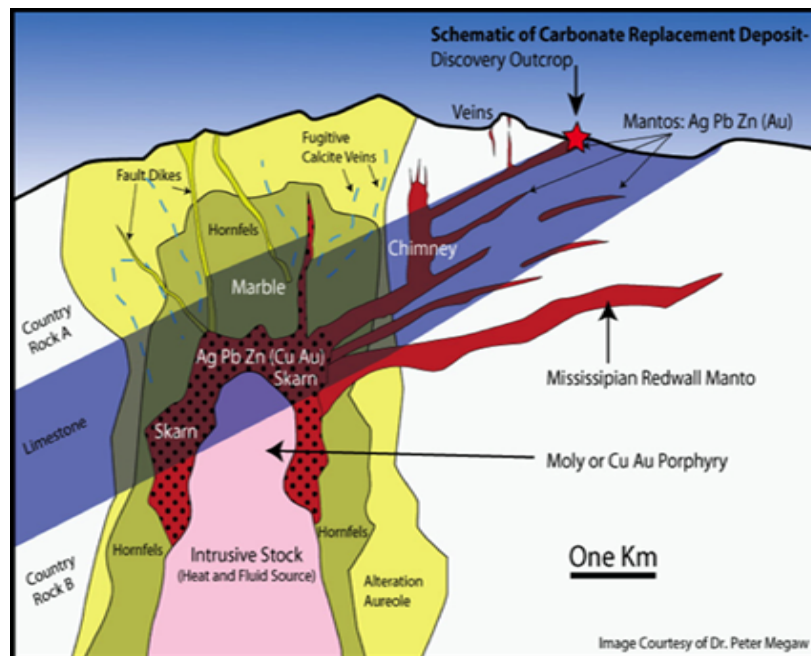 Schematic of Carbonate Replacement Deposit-
Discovery Outcrop
Veins
Mantos: Ag Pb Zn (Au)
Fugitive
Calcite Veins
Fault Dikes
Hornfels
Chimney
Marble
Country
Rock A
Ag Pb Zn (Cu Au)
Skarn
Mississipian Redwall Manto
Limestone
Skarn
Moly or Cu Au Porphyry
Hornfels
Hornfels
Intrusive Stock
(Heat and Fluid Source)
One Km
Country
Rock B
Alteration
Aureole
Image Courtesy of Dr. Peter Megaw